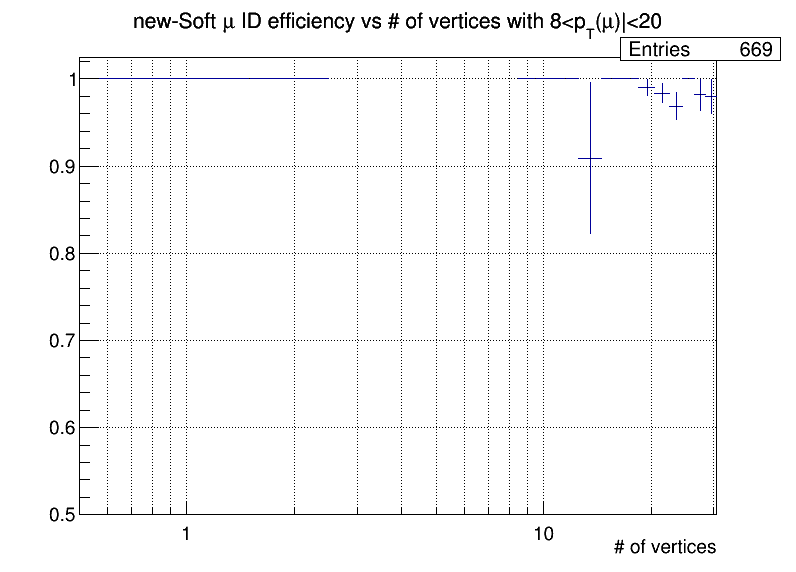 new-Soft μ ID efficiency vs # of vertices with 8<p_T(μ)|<20
Entries 669
1
0.9
0.8
0.7
0.6
0.5
1 10
# of vertices